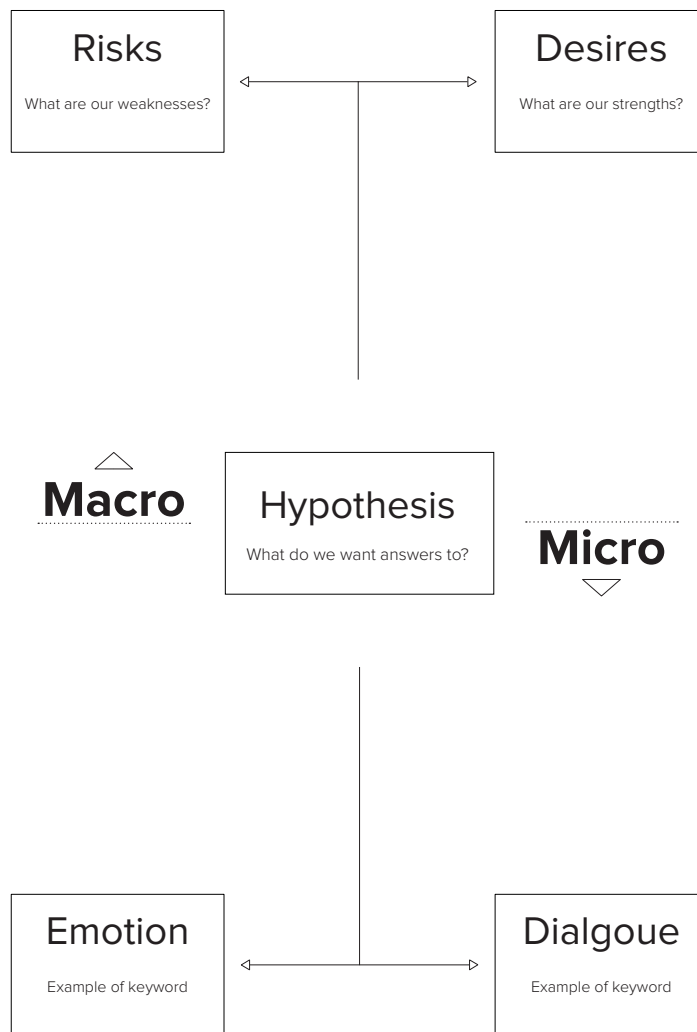 Risks
What are our weaknesses?
Desires
What are our strengths?
Macro
Hypothesis
What do we want answers to?
Micro
Emotion
Example of keyword
Dialgoue
Example of keyword